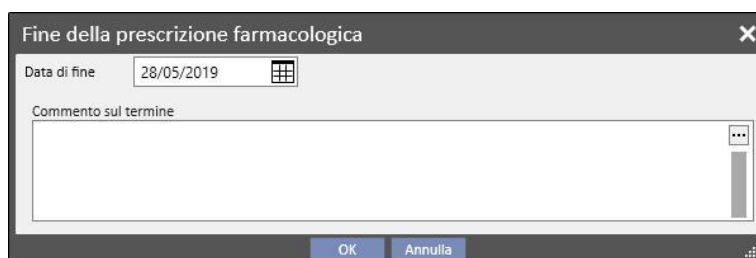 Fine della prescrizione farmacologica
Data di fine 28/05/2019
Commento sul termine
OK Annulla